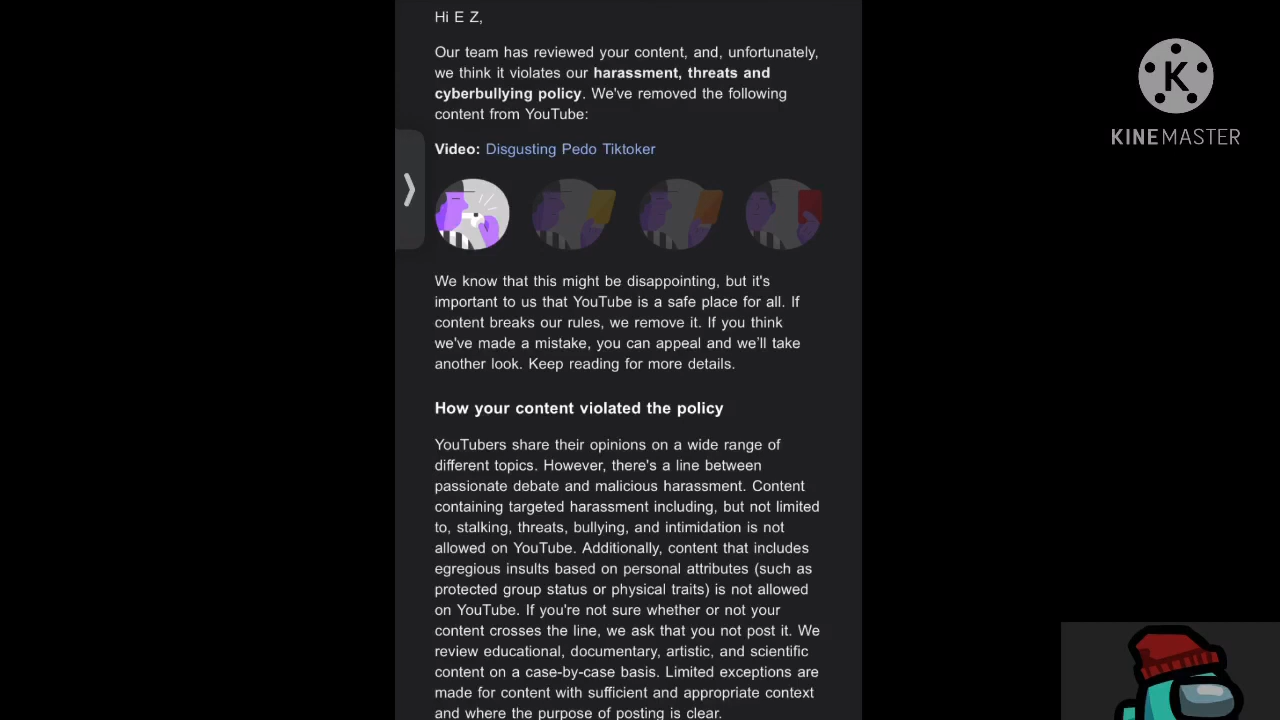 Hi E Z,
Our team has reviewed your content, and, unfortunately,
we think it violates our harassment, threats and
cyberbullying policy. We've removed the following
content from YouTube:
Video: Disgusting Pedo Tiktoker
We know that this might be disappointing, but it's
important to us that YouTube is a safe place for all. If
content breaks our rules, we remove it. If you think
we've made a mistake, you can appeal and we'll take
another look. Keep reading for more details.
How your content violated the policy
YouTubers share their opinions on a wide range of
different topics. However, there's a line between
passionate debate and malicious harassment. Content
containing targeted harassment including, but not limited
to, stalking, threats, bullying, and intimidation is not
allowed on YouTube. Additionally, content that includes
egregious insults based on personal attributes (such as
protected group status or physical traits) is not allowed
on YouTube. If you're not sure whether or not your
content crosses the line, we ask that you not post it. We
review educational, documentary, artistic, and scientific
content on a case-by-case basis. Limited exceptions are
made for content with sufficient and appropriate context
and where the purpose of posting is clear.
K
KINEMASTER